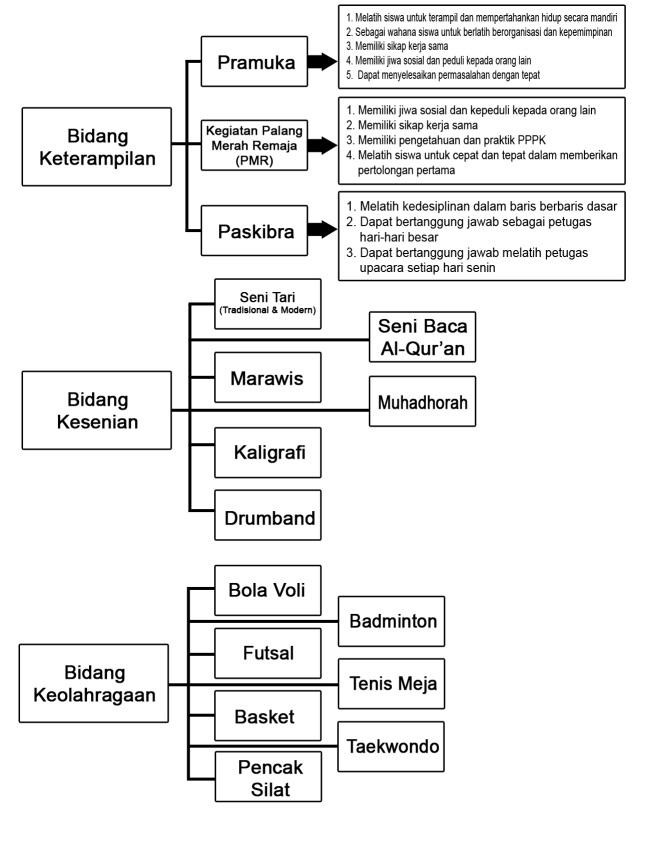 Bidang
Keterampilan
Pramuka
1. Melatih siswa untuk terampil dan mempertahankan hidup secara mandiri
2. Sebagai wahana siswa untuk berlatih berorganisasi dan kepemimpinan
3. Memiliki sikap kerja sama
4. Memiliki jiwa sosial dan peduli kepada orang lain
5. Dapat menyelesaikan permasalahan dengan tepat
Kegiatan Palang
Merah Remaja
(PMR)
1. Memiliki jiwa sosial dan kepeduli kepada orang lain
2. Memiliki sikap kerja sama
3. Memiliki pengetahuan dan praktik PPPK
4. Melatih siswa untuk cepat dan tepat dalam memberikan
pertolongan pertama
Paskibra
1. Melatih kedesiplinan dalam baris berbaris dasar
2. Dapat bertanggung jawab sebagai petugas
hari-hari besar
3. Dapat bertanggung jawab melatih petugas
upacara setiap hari senin
Bidang
Kesenian
Seni Tari
(Tradisional & Modern)
Seni Baca
Al-Qur'an
Marawis
Muhadhorah
Kaligrafi
Drumband
Bidang
Keolahragaan
Bola Voli
Badminton
Futsal
Tenis Meja
Basket
Taekwondo
Pencak
Silat